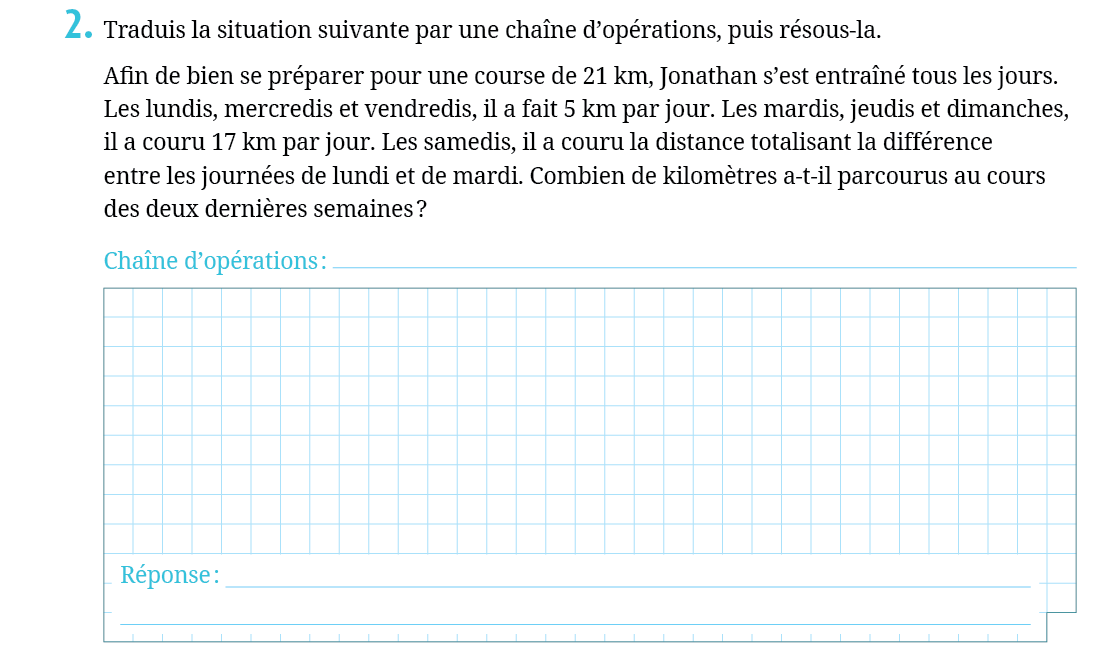 2. Traduis la situation suivante par une chaîne d’opérations, puis résous-la.
Afin de bien se préparer pour une course de 21 km, Jonathan s’est entraîné tous les jours.
Les lundis, mercredis et vendredis, il a fait 5 km par jour. Les mardis, jeudis et dimanches,
il a couru 17 km par jour. Les samedis, il a couru la distance totalisant la différence
entre les journées de lundi et de mardi. Combien de kilomètres a-t-il parcourus au cours
des deux dernières semaines ?
Chaîne d’opérations :
Réponse :